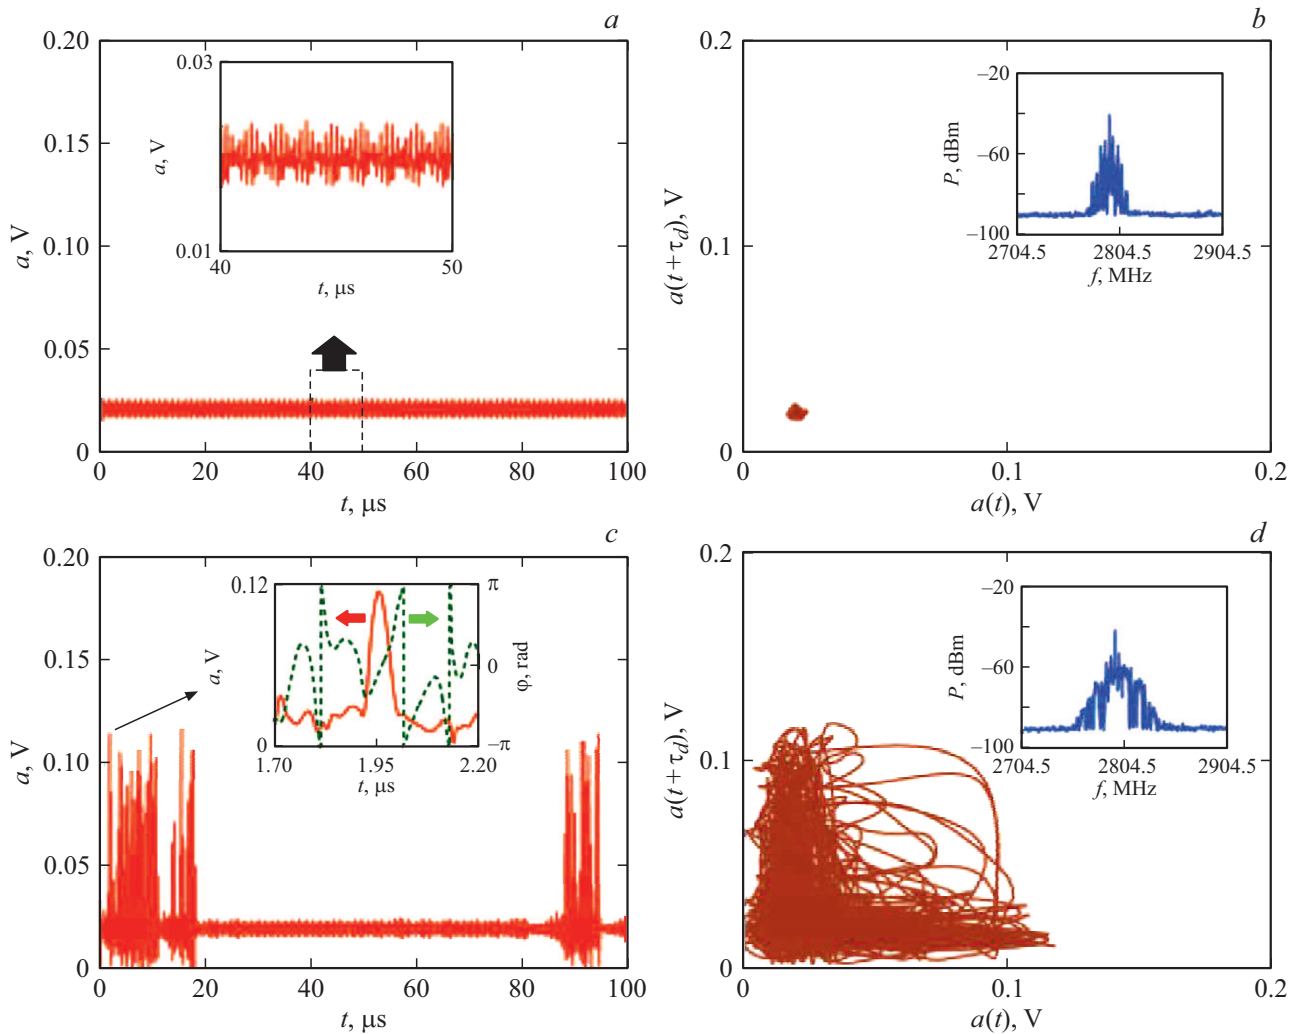 a
0.20
0.15
0.10
0.05
0
a, V
0
20
40
60
80
100
t, μs
0.03
0.01
a, V
40
50
t, μs
b
0.2
0.1
0
a(t + τd), V
0
0.1
0.2
a(t), V
−20
−60
−100
P, dBm
2704.5
2804.5
2904.5
f, MHz
c
0.20
0.15
0.10
0.05
0
a, V
0
20
40
60
80
100
t, μs
0.12
0
a, V
π
0
−π
φ, rad
1.70
1.95
2.20
t, μs
d
0.2
0.1
0
a(t + τd), V
0
0.1
0.2
a(t), V
−20
−60
−100
P, dBm
2704.5
2804.5
2904.5
f, MHz